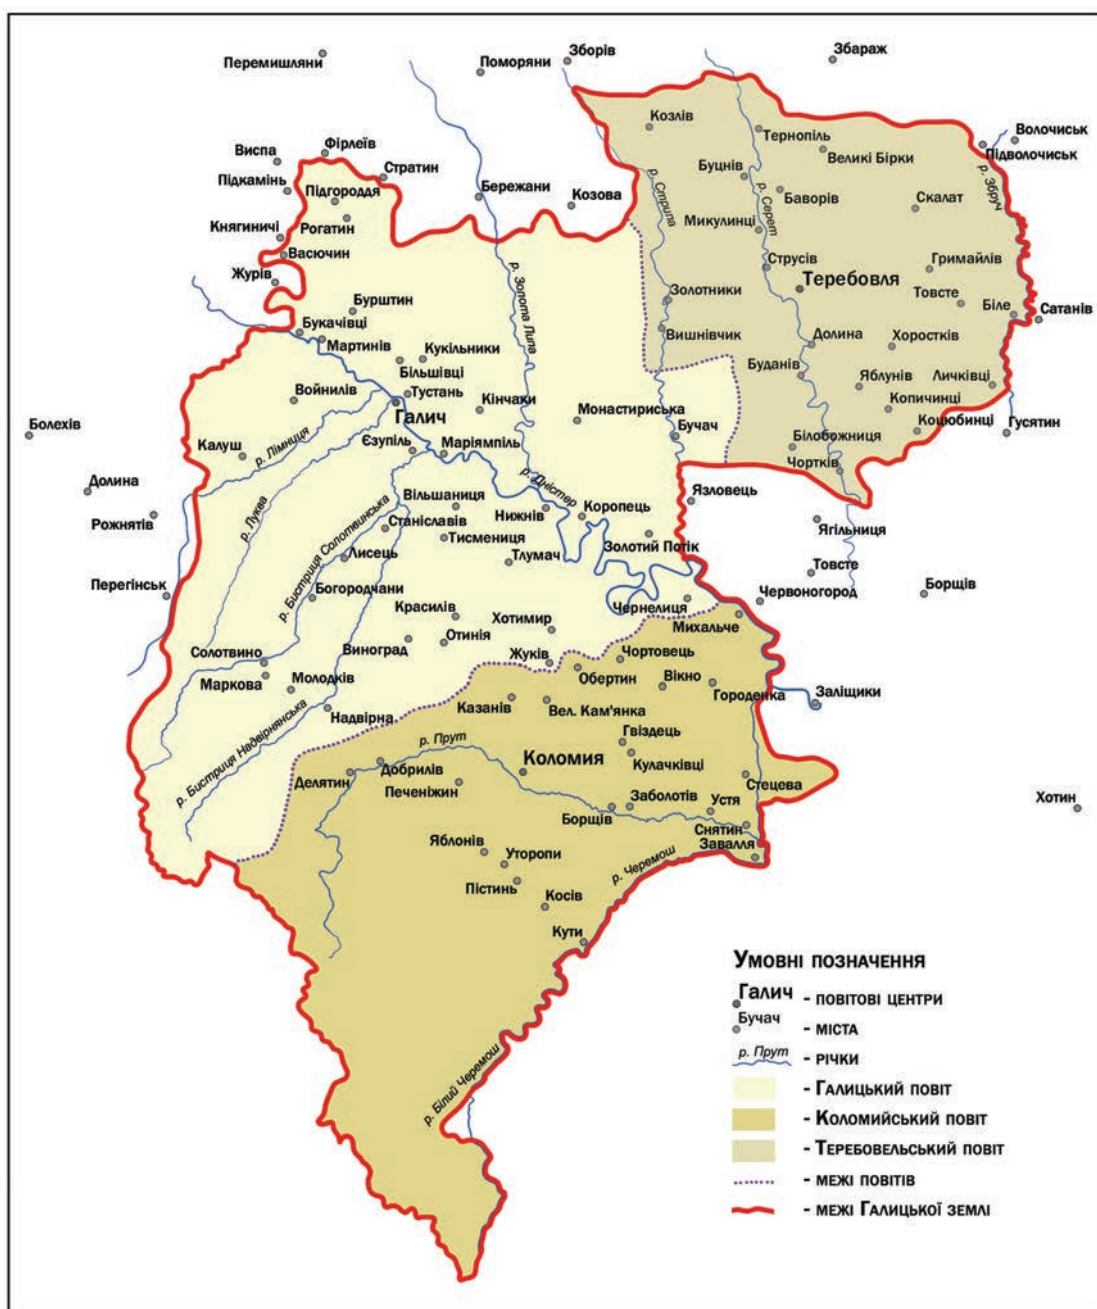 Зборів
Збараж
Перемишляни
Поморяни
Козлів
Тернопіль
Волочиськ
Підволочиськ
Великі Бірки
Фірлеїв
Виспа
Стратин
Підкамінь
Підгороддя
Бережани
Козова
Буцнів
р. Збруч
р. Стрипа
р. Серет
Баворів
Скалат
Княгиничі
Рогатин
Микулинці
Васючин
Журів
Струсів
Гримайлів
р. Золота Липа
Теребовля
Золотники
Товсте
Біле
Сатанів
Бурштин
Букачівці
Мартинів
Вишнівчик
Долина
Хоростків
Кукільники
Більшівці
Буданів
Яблунів
Личківці
Войнилів
Тустань
Кінчаки
Галич
Монастириська
Копичинці
Коцюбинці
Гусятин
Болехів
Калуш
р. Лімниця
Єзупіль
Маріямпіль
Бучач
Білобожниця
Чортків
Долина
р. Луква
р. Дністер
Язловець
Рожнятів
Вільшаниця
Станіславів
Нижнів
Коропець
Ягільниця
Тисмениця
Золотий Потік
Лисець
р. Бистриця Солотвинська
Тлумач
Товсте
Перегінськ
Богородчани
Червоногород
Борщів
Красилів
Хотимир
Чернелиця
Михальче
Отинія
Виноград
Солотвино
Жуків
Чортовець
Маркова
Молодків
Обертин
Вікно
Городенка
Заліщики
Надвірна
Казанів
Вел. Кам'янка
р. Бистриця Надвірнянська
Гвіздець
р. Прут
Коломия
Кулачківці
Делятин
Добрилів
Печеніжин
Стецева
Заболотів
Устя
Хотин
Борщів
Снятин
Завалля
Яблонів
Уторопи
р. Черемош
Пістинь
Косів
Кути
р. Білий Черемош
Умовні позначення
Галич - повітові центри
Бучач - міста
р. Прут - річки
- Галицький повіт
- Коломийський повіт
- Теребовельський повіт
- межі повітів
- межі Галицької землі